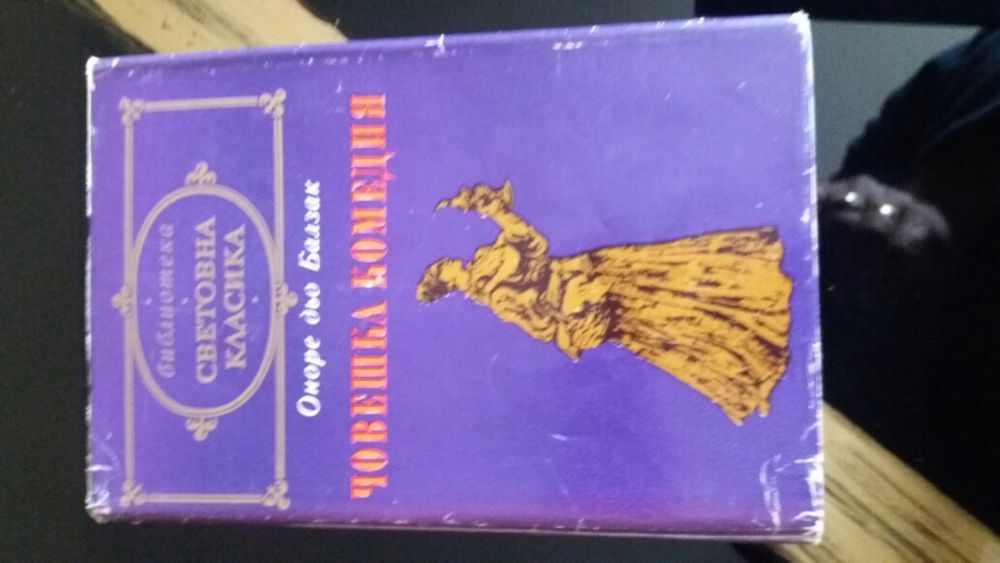 библиотека
СВЕТОВНА
КЛАСИКА
Оноре дьо Балзак
ЧОВЕШКА КОМЕДИЯ